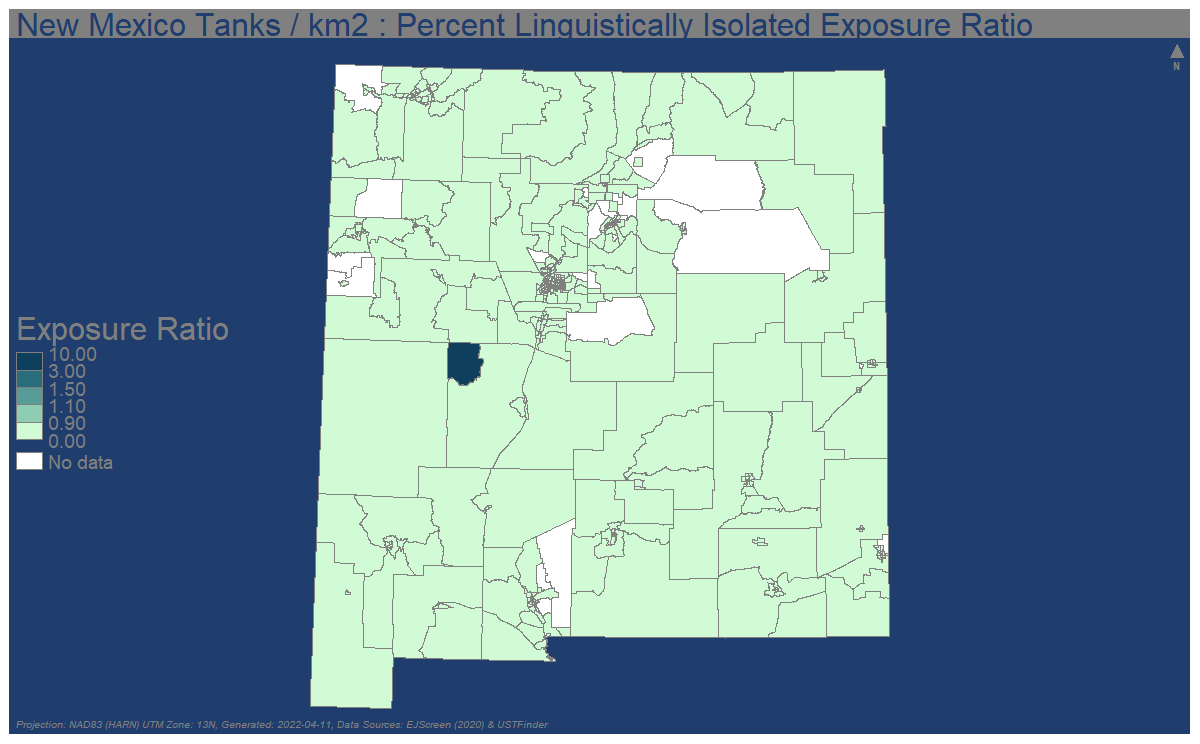 New Mexico Tanks / km2 : Percent Linguistically Isolated Exposure Ratio
N
Exposure Ratio
10.00
3.00
1.50
1.10
0.90
0.00
No data
Projection: NAD83 (HARN) UTM Zone: 13N, Generated: 2022-04-11, Data Sources: EJScreen (2020) & USTFinder